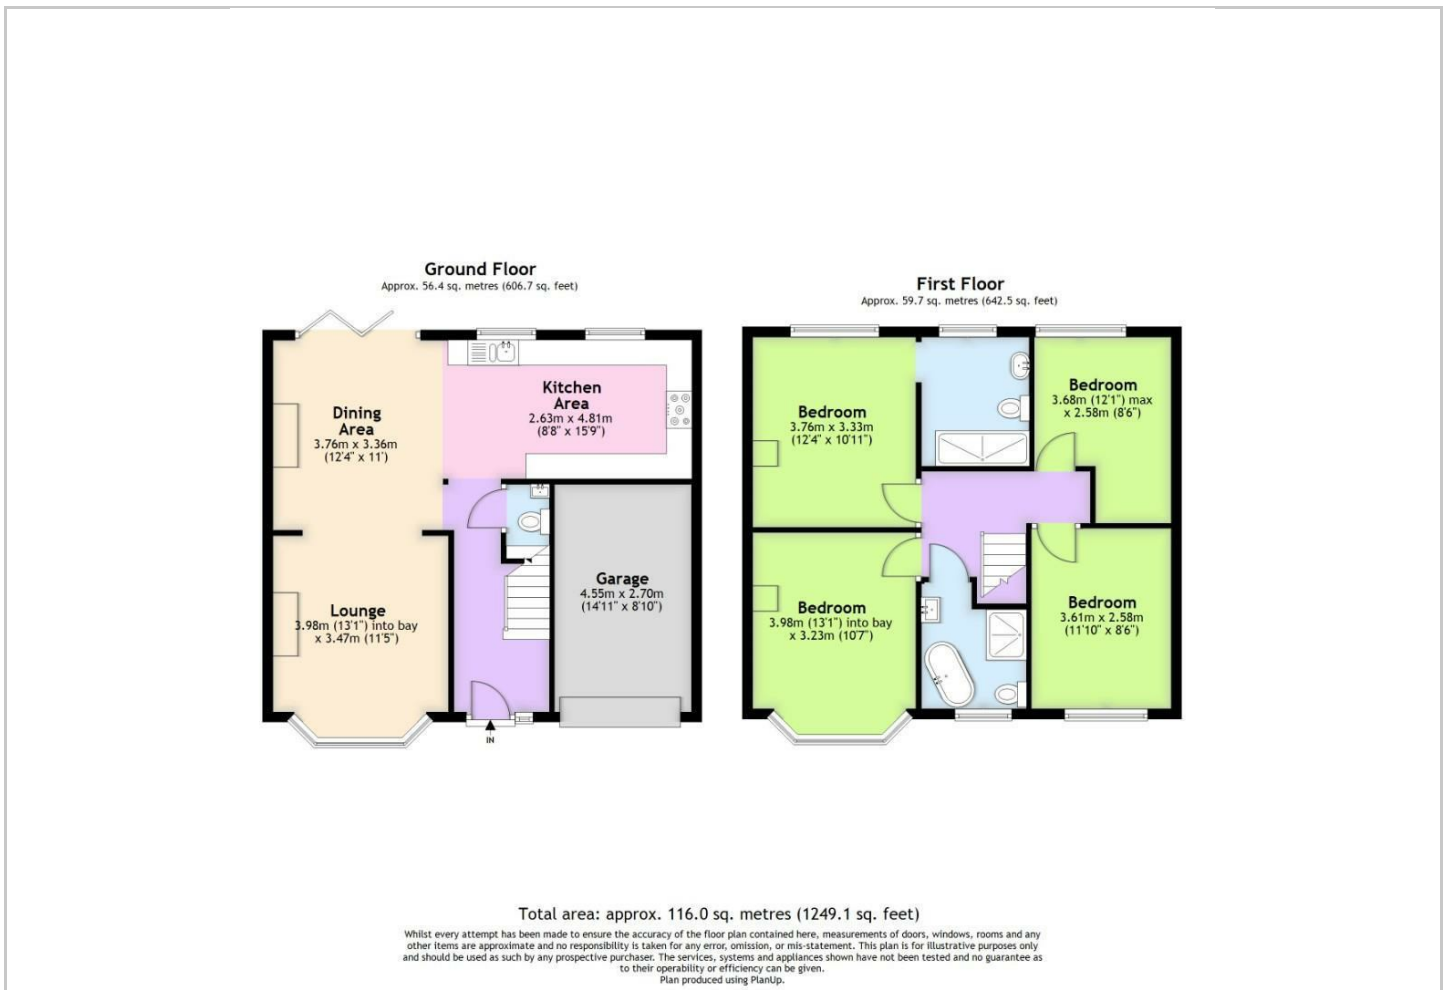 Ground Floor
Approx. 56.4 sq. metres (606.7 sq. feet)
Kitchen
Area
2.63m x 4.81m
(8'8" x 15'9")
Dining
Area
3.76m x 3.36m
(12'4" x 11')
Garage
4.55m x 2.70m
(14'11" x 8'10")
Lounge
3.98m (13'1") into bay
x 3.47m (11'5")
IN
First Floor
Approx. 59.7 sq. metres (642.5 sq. feet)
Bedroom
3.76m x 3.33m
(12'4" x 10'11")
Bedroom
3.68m (12'1") max
x 2.58m (8'6")
Bedroom
3.98m (13'1") into bay
x 3.23m (10'7")
Bedroom
3.61m x 2.58m
(11'10" x 8'6")
Total area: approx. 116.0 sq. metres (1249.1 sq. feet)
Whilst every attempt has been made to ensure the accuracy of the floor plan contained here, measurements of doors, windows, rooms and any
other items are approximate and no responsibility is taken for any error, omission, or mis-statement. This plan is for illustrative purposes only
and should be used as such by any prospective purchaser. The services, systems and appliances shown have not been tested and no guarantee as
to their operability or efficiency can be given.
Plan produced using PlanUp.